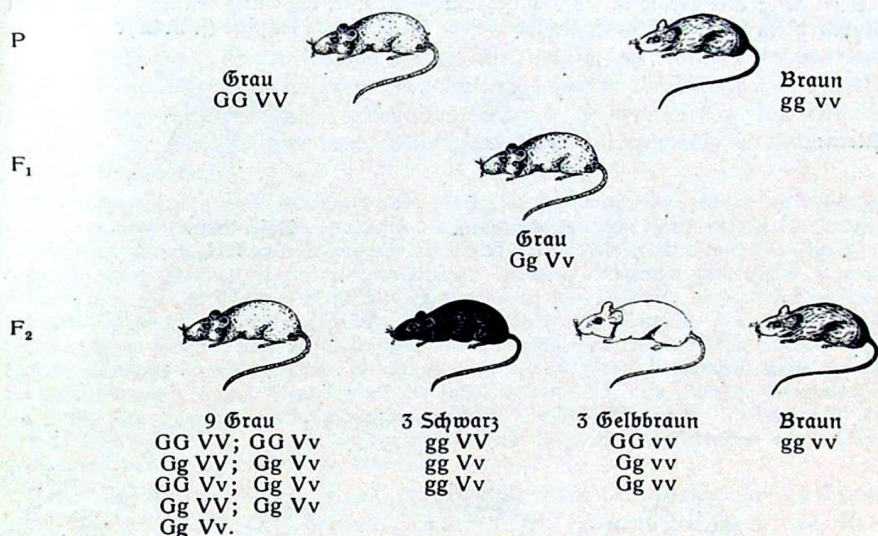 P
Grau
GG VV
Braun
gg vv
F₁
Grau
Gg Vv
F₂
9 Grau
GG VV; GG Vv
Gg VV; Gg Vv
GG Vv; Gg Vv
Gg VV; Gg Vv
Gg Vv.
3 Schwarz
gg VV
gg Vv
gg Vv
3 Gelbbraun
GG vv
Gg vv
Gg vv
Braun
gg vv